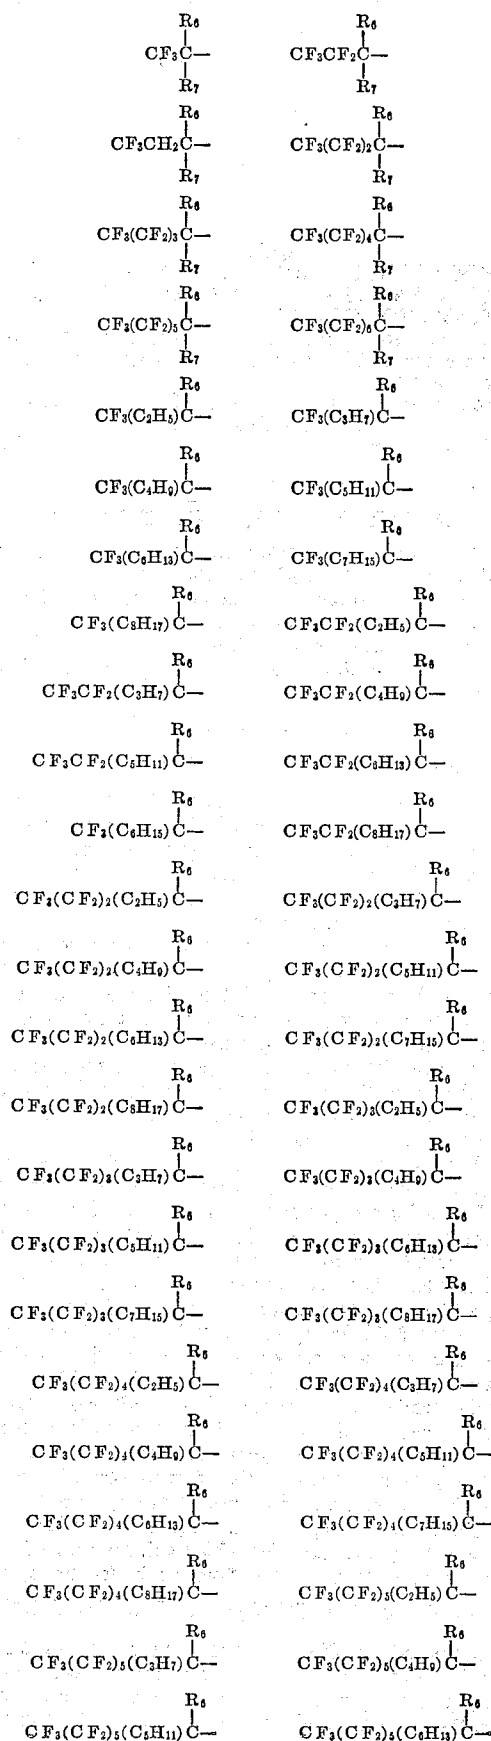 R6 R6
CF3C— CF3CF2C—
R7 R7
R6 R6
CF3CH2C— CF3(CF2)2C—
R7 R7
R6 R6
CF3(CF2)3C— CF3(CF2)4C—
R7 R7
R6 R6
CF3(CF2)5C— CF3(CF2)6C—
R7 R7
R6 R6
CF3(C2H5)C— CF3(C3H7)C—
R6 R6
CF3(C4H9)C— CF3(C5H11)C—
R6 R6
CF3(C6H13)C— CF3(C7H15)C—
R6 R6
CF3(C8H17)C— CF3CF2(C2H5)C—
R6 R6
CF3CF2(C3H7)C— CF3CF2(C4H9)C—
R6 R6
CF3CF2(C5H11)C— CF3CF2(C6H13)C—
R6 R6
CF3(C6H15)C— CF3CF2(C8H17)C—
R6 R6
CF3(CF2)2(C2H5)C— CF3(CF2)2(C3H7)C—
R6 R6
CF3(CF2)2(C4H9)C— CF3(CF2)2(C5H11)C—
R6 R6
CF3(CF2)2(C6H13)C— CF3(CF2)2(C7H15)C—
R6 R6
CF3(CF2)2(C8H17)C— CF3(CF2)3(C2H5)C—
R6 R6
CF3(CF2)3(C3H7)C— CF3(CF2)3(C4H9)C—
R6 R6
CF3(CF2)3(C5H11)C— CF3(CF2)3(C6H13)C—
R6 R6
CF3(CF2)3(C7H15)C— CF3(CF2)3(C8H17)C—
R6 R6
CF3(CF2)4(C2H5)C— CF3(CF2)4(C3H7)C—
R6 R6
CF3(CF2)4(C4H9)C— CF3(CF2)4(C5H11)C—
R6 R6
CF3(CF2)4(C6H13)C— CF3(CF2)4(C7H15)C—
R6 R6
CF3(CF2)4(C8H17)C— CF3(CF2)5(C2H5)C—
R6 R6
CF3(CF2)5(C3H7)C— CF3(CF2)5(C4H9)C—
R6 R6
CF3(CF2)5(C5H11)C— CF3(CF2)5(C6H13)C—